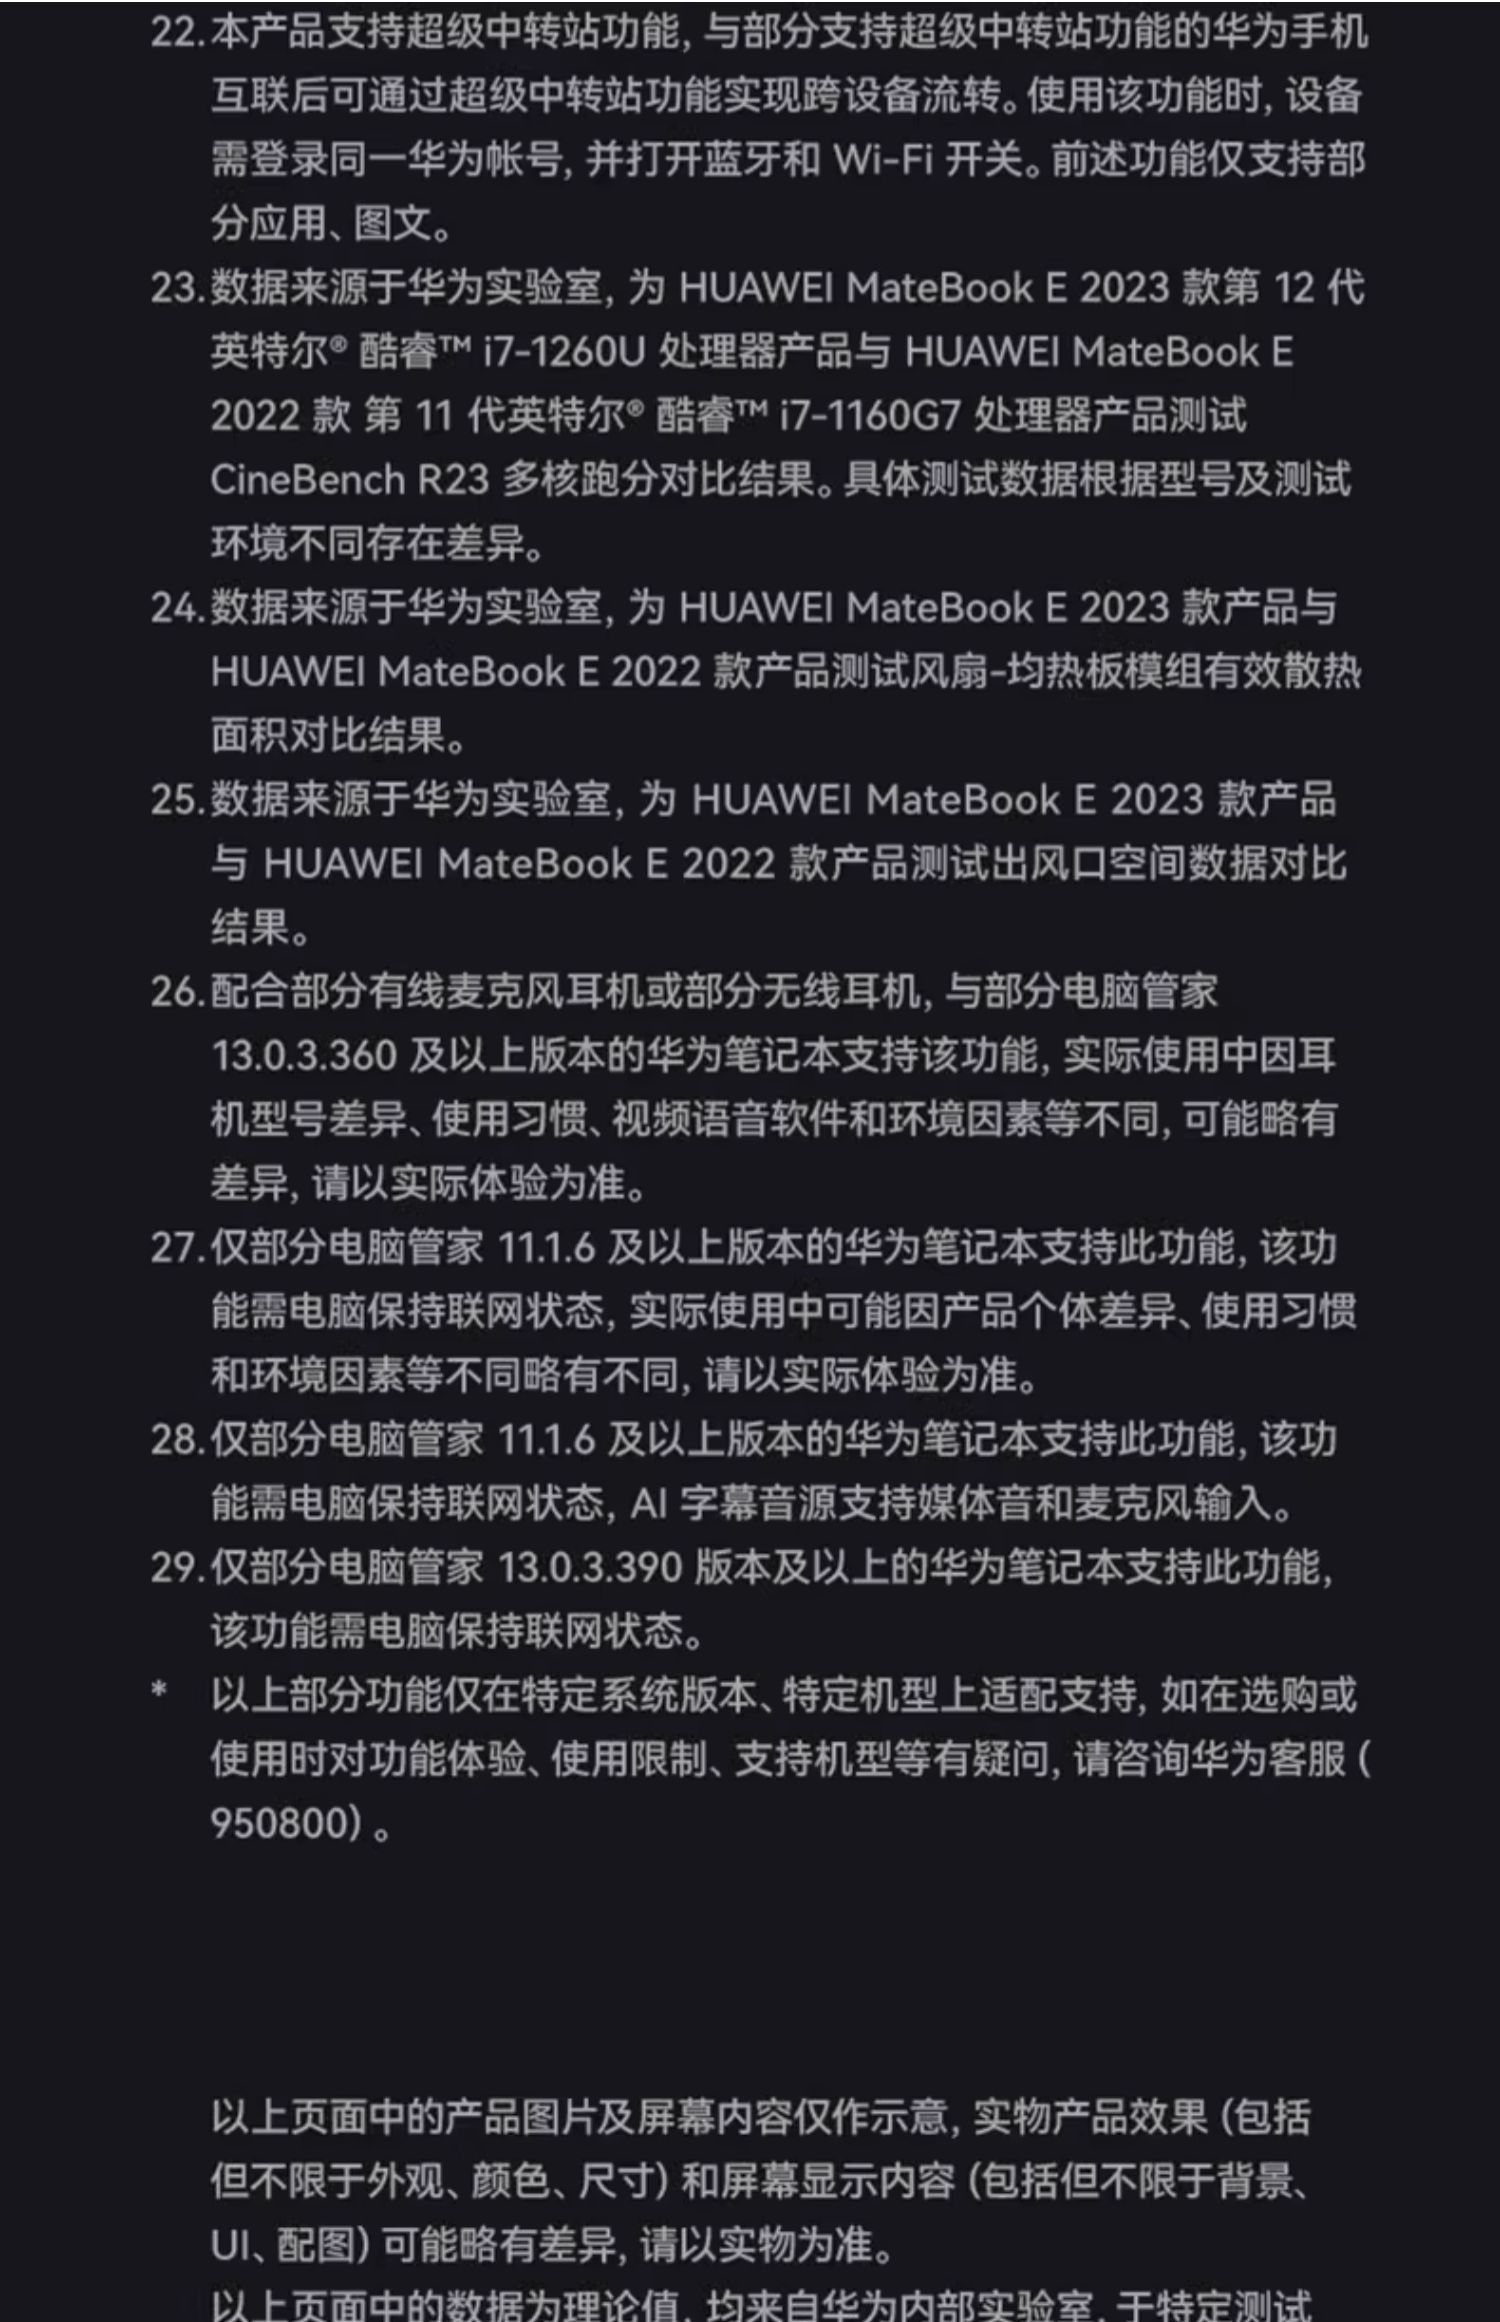 22.本产品支持超级中转站功能, 与部分支持超级中转站功能的华为手机
互联后可通过超级中转站功能实现跨设备流转。使用该功能时, 设备
需登录同一华为帐号, 并打开蓝牙和 Wi-Fi 开关。前述功能仅支持部
分应用、图文。
23.数据来源于华为实验室, 为 HUAWEI MateBook E 2023 款第 12 代
英特尔® 酷睿™ i7-1260U 处理器产品与 HUAWEI MateBook E
2022 款 第 11 代英特尔® 酷睿™ i7-1160G7 处理器产品测试
CineBench R23 多核跑分对比结果。具体测试数据根据型号及测试
环境不同存在差异。
24.数据来源于华为实验室, 为 HUAWEI MateBook E 2023 款产品与
HUAWEI MateBook E 2022 款产品测试风扇-均热板模组有效散热
面积对比结果。
25.数据来源于华为实验室, 为 HUAWEI MateBook E 2023 款产品
与 HUAWEI MateBook E 2022 款产品测试出风口空间数据对比
结果。
26.配合部分有线麦克风耳机或部分无线耳机, 与部分电脑管家
13.0.3.360 及以上版本的华为笔记本支持该功能, 实际使用中因耳
机型号差异、使用习惯、视频语音软件和环境因素等不同, 可能略有
差异, 请以实际体验为准。
27.仅部分电脑管家 11.1.6 及以上版本的华为笔记本支持此功能, 该功
能需电脑保持联网状态, 实际使用中可能因产品个体差异、使用习惯
和环境因素等不同略有不同, 请以实际体验为准。
28.仅部分电脑管家 11.1.6 及以上版本的华为笔记本支持此功能, 该功
能需电脑保持联网状态, AI 字幕音源支持媒体音和麦克风输入。
29.仅部分电脑管家 13.0.3.390 版本及以上的华为笔记本支持此功能,
该功能需电脑保持联网状态。
* 以上部分功能仅在特定系统版本、特定机型上适配支持, 如在选购或
使用时对功能体验、使用限制、支持机型等有疑问, 请咨询华为客服 (
950800) 。
以上页面中的产品图片及屏幕内容仅作示意, 实物产品效果 (包括
但不限于外观、颜色、尺寸) 和屏幕显示内容 (包括但不限于背景、
UI、配图) 可能略有差异, 请以实物为准。
以上页面中的数据为理论值, 均来自华为内部实验室, 于特定测试